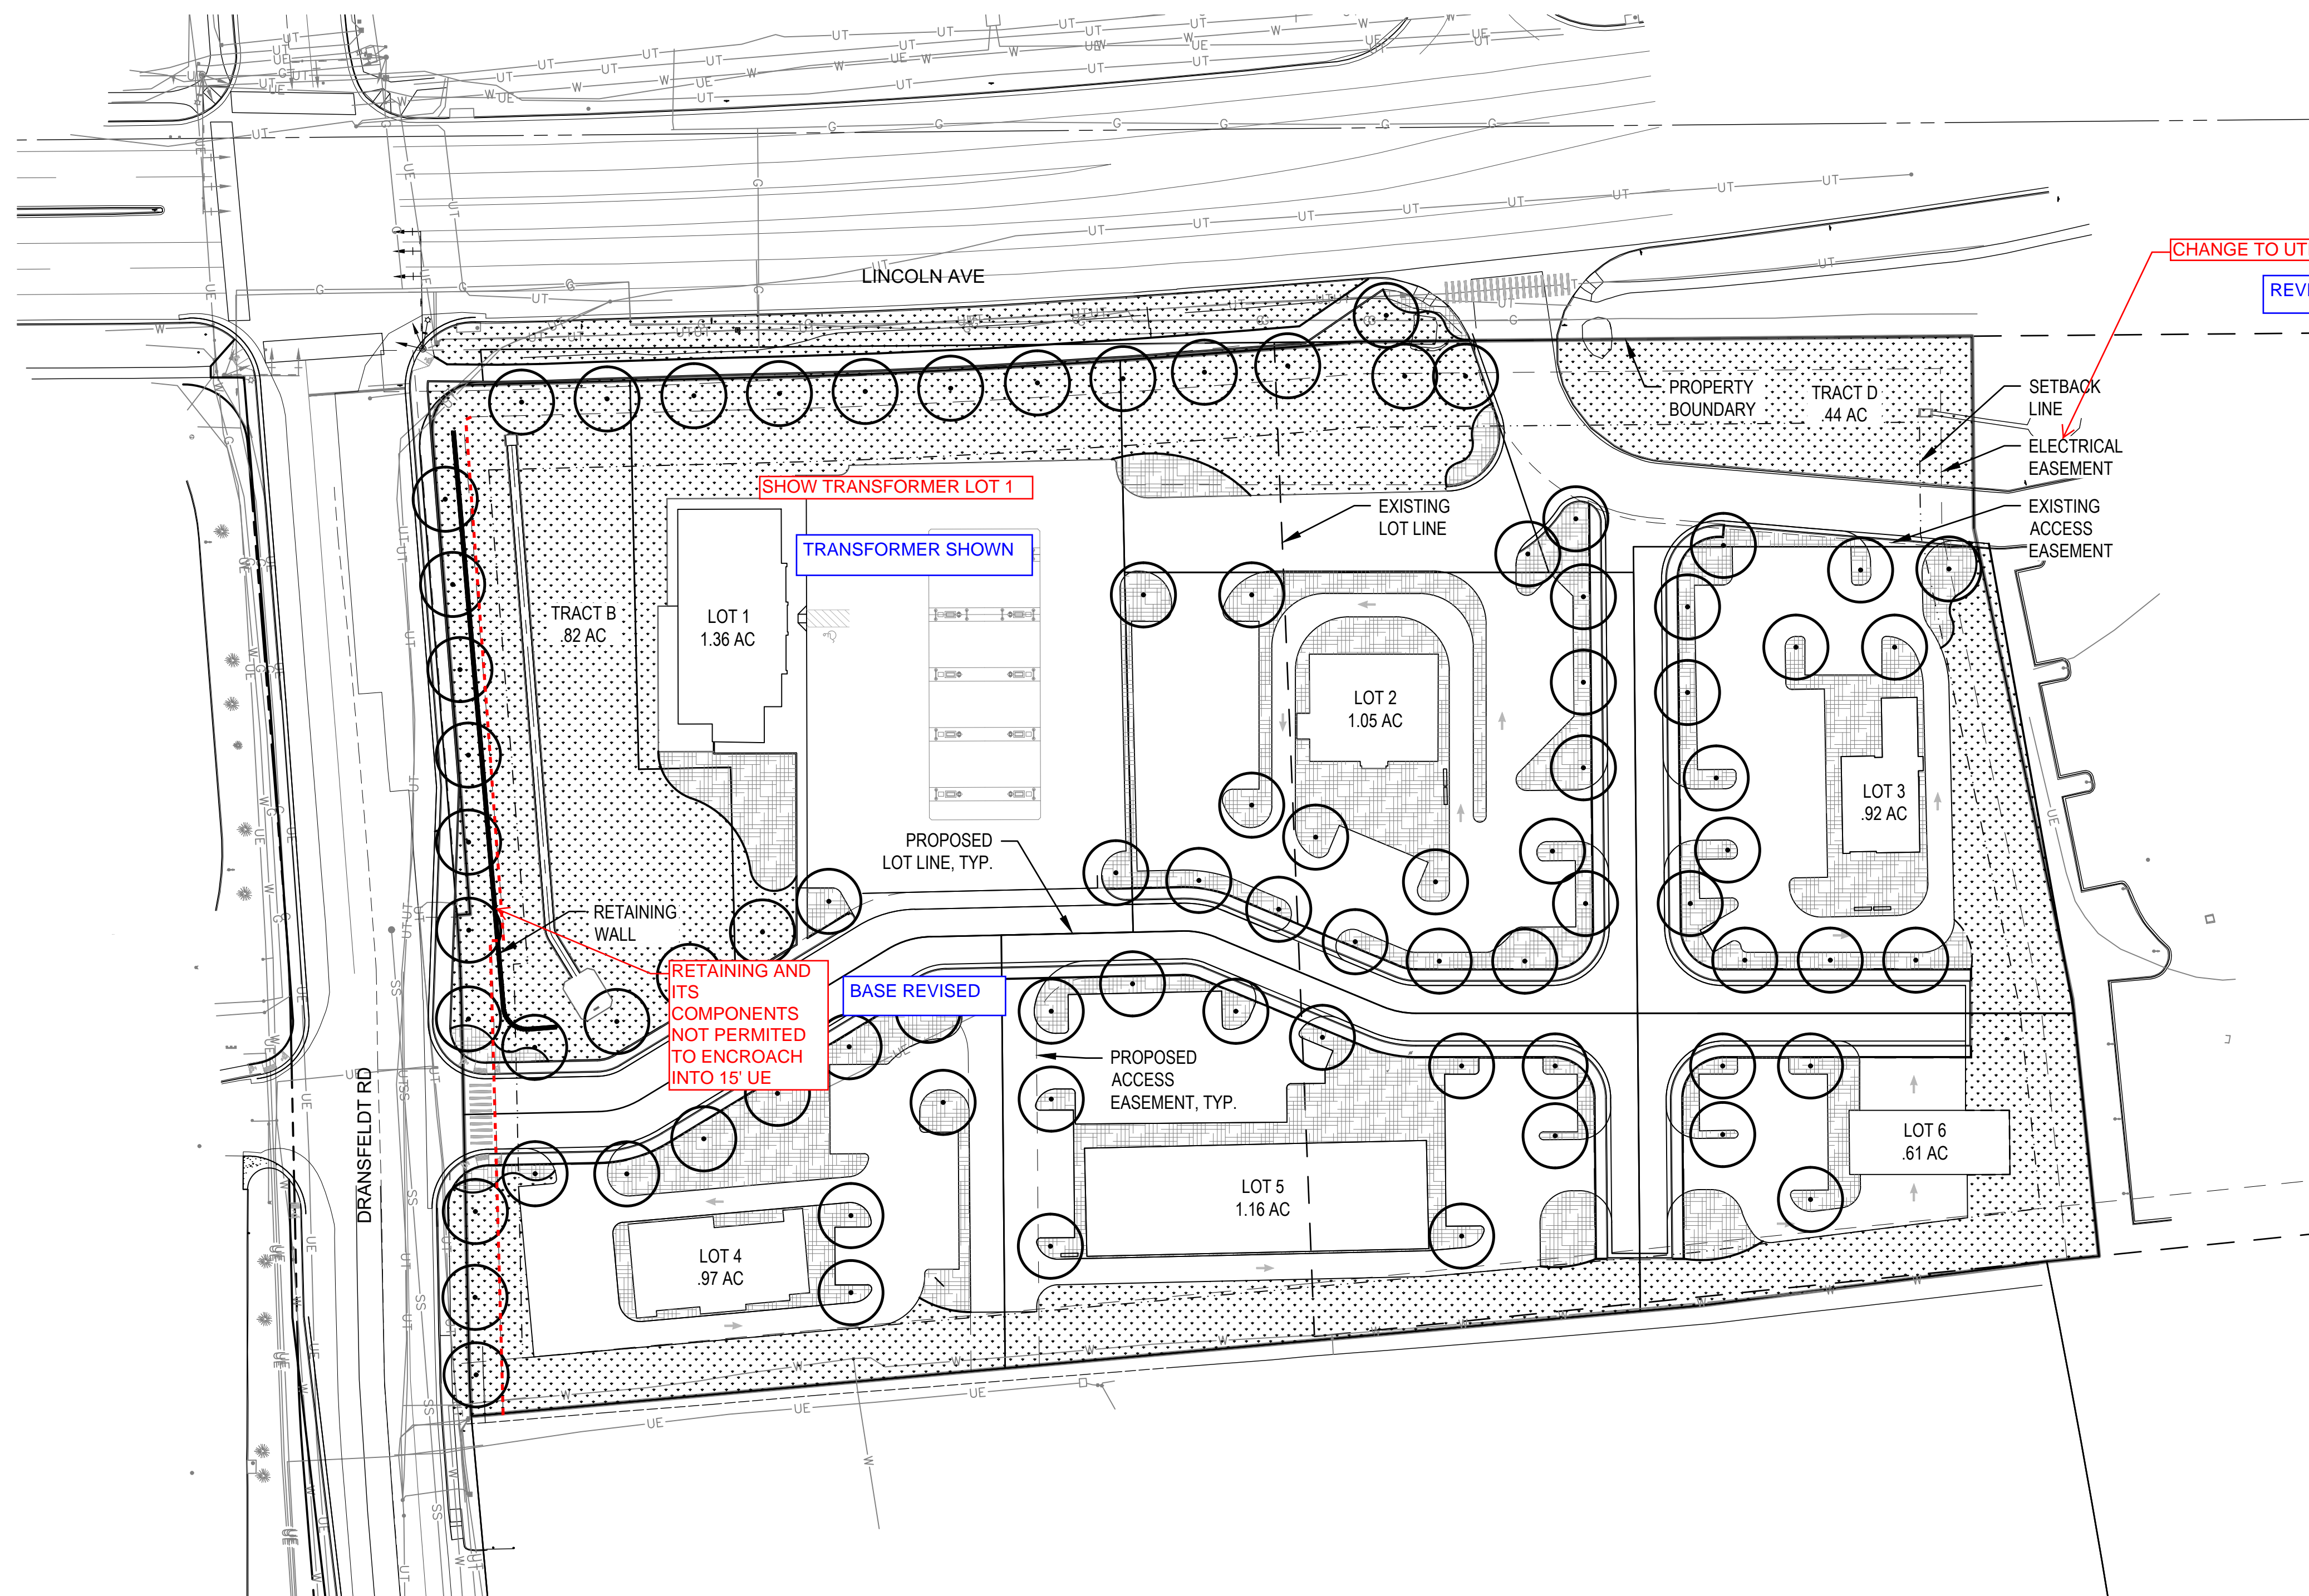 LINCOLN AVE
CHANGE TO UT
REVI
PROPERTY
BOUNDARY
TRACT D
.44 AC
SETBACK
LINE
ELECTRICAL
EASEMENT
EXISTING
ACCESS
EASEMENT
SHOW TRANSFORMER LOT 1
TRANSFORMER SHOWN
EXISTING
LOT LINE
TRACT B
.82 AC
LOT 1
1.36 AC
LOT 2
1.05 AC
LOT 3
.92 AC
PROPOSED
LOT LINE, TYP.
RETAINING
WALL
RETAINING AND
ITS
COMPONENTS
NOT PERMITED
TO ENCROACH
INTO 15' UE
BASE REVISED
PROPOSED
ACCESS
EASEMENT, TYP.
DRANSFELDT RD
LOT 4
.97 AC
LOT 5
1.16 AC
LOT 6
.61 AC